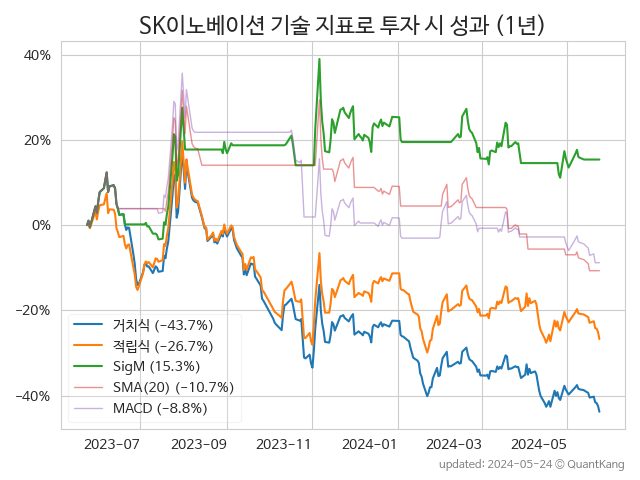 SK이노베이션 기술 지표로 투자 시 성과 (1년)
40%
20%
0%
−20%
−40%
거치식 (−43.7%)
적립식 (−26.7%)
SigM (15.3%)
SMA(20) (−10.7%)
MACD (−8.8%)
2023-07
2023-09
2023-11
2024-01
2024-03
2024-05
updated: 2024-05-24 © QuantKang